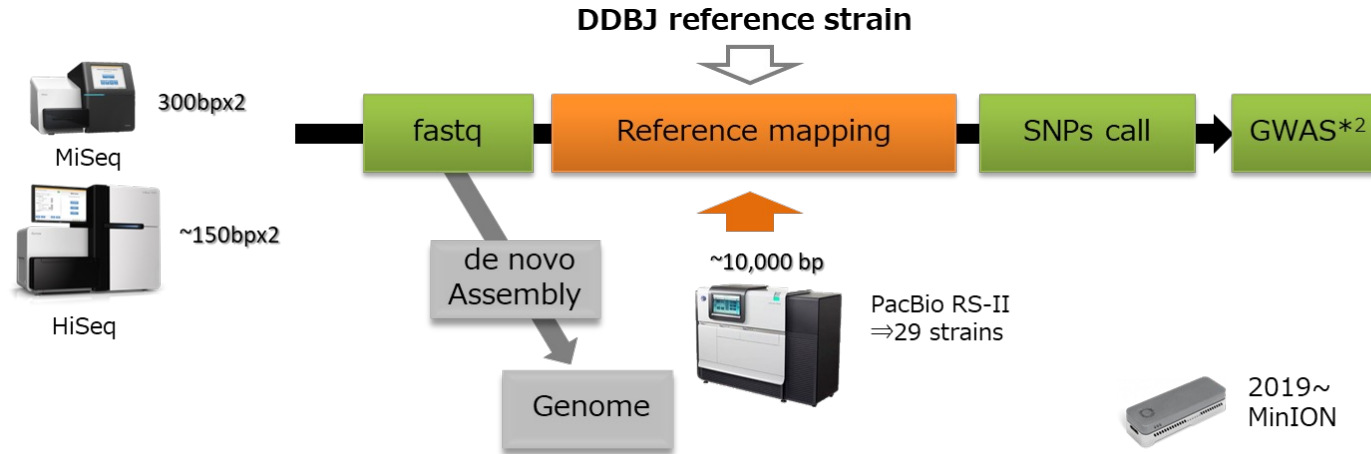 DDBJ reference strain
300bpx2
MiSeq
fastq
Reference mapping
SNPs call
GWAS*2
~150bpx2
HiSeq
de novo
Assembly
~10,000 bp
PacBio RS-II
⇒29 strains
Genome
2019~
MinION